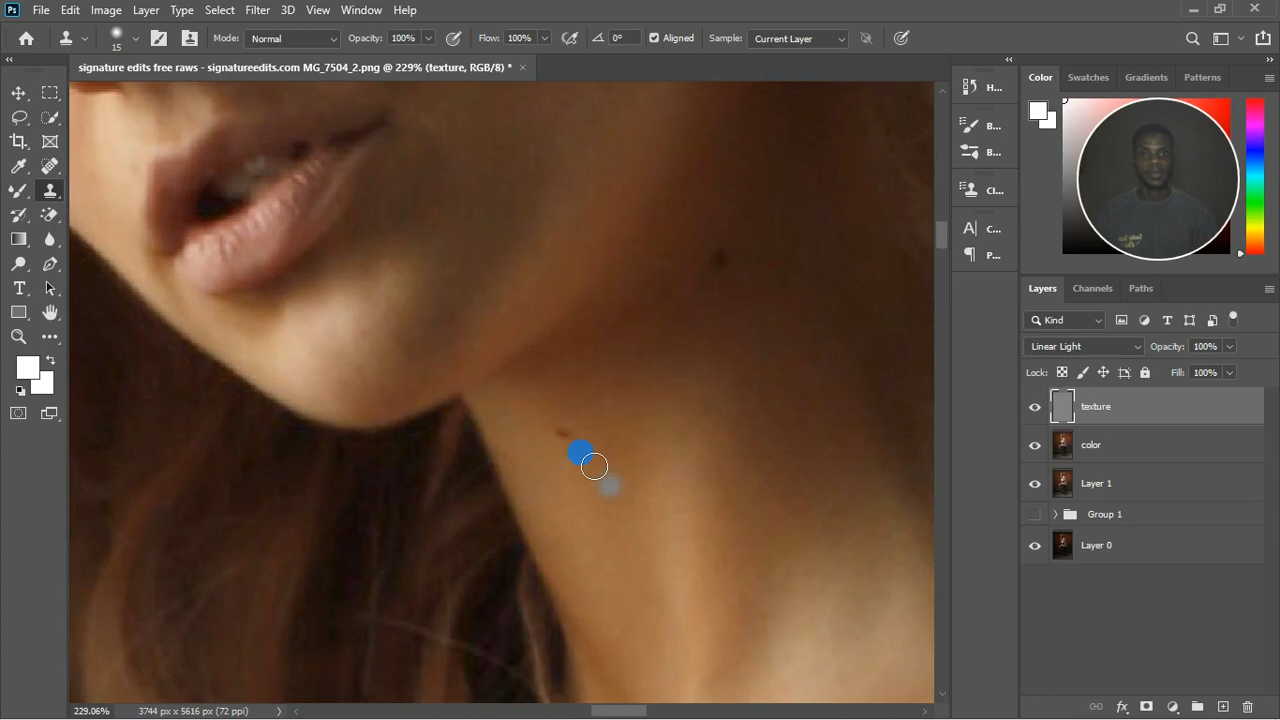 Ps File Edit Image Layer Type Select Filter 3D View Window Help
15 Mode: Normal Opacity: 100% Flow: 100% 0° Aligned Sample: Current Layer
signature edits free raws - signatureedits.com MG_7504_2.png @ 229% (texture, RGB/8) *
H...
B...
B...
Cl...
C...
P...
Color Swatches Gradients Patterns
Layers Channels Paths
Kind
Linear Light Opacity: 100%
Lock: Fill: 100%
texture
color
Layer 1
Group 1
Layer 0
229.06% 3744 px x 5616 px (72 ppi)